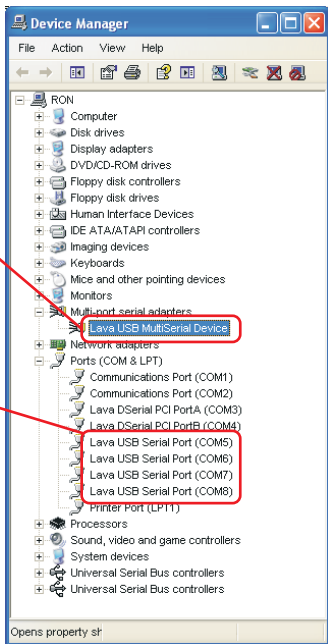 Device Manager
File Action View Help
RON
Computer
Disk drives
Display adapters
DVD/CD-ROM drives
Floppy disk controllers
Floppy disk drives
Human Interface Devices
IDE ATA/ATAPI controllers
Imaging devices
Keyboards
Mice and other pointing devices
Monitors
Multi-port serial adapters
Lava USB MultiSerial Device
Network adapters
Ports (COM & LPT)
Communications Port (COM1)
Communications Port (COM2)
Lava DSerial PCI PortA (COM3)
Lava DSerial PCI PortB (COM4)
Lava USB Serial Port (COM5)
Lava USB Serial Port (COM6)
Lava USB Serial Port (COM7)
Lava USB Serial Port (COM8)
Printer Port (LPT1)
Processors
Sound, video and game controllers
System devices
Universal Serial Bus controllers
Universal Serial Bus controllers
Opens property sh